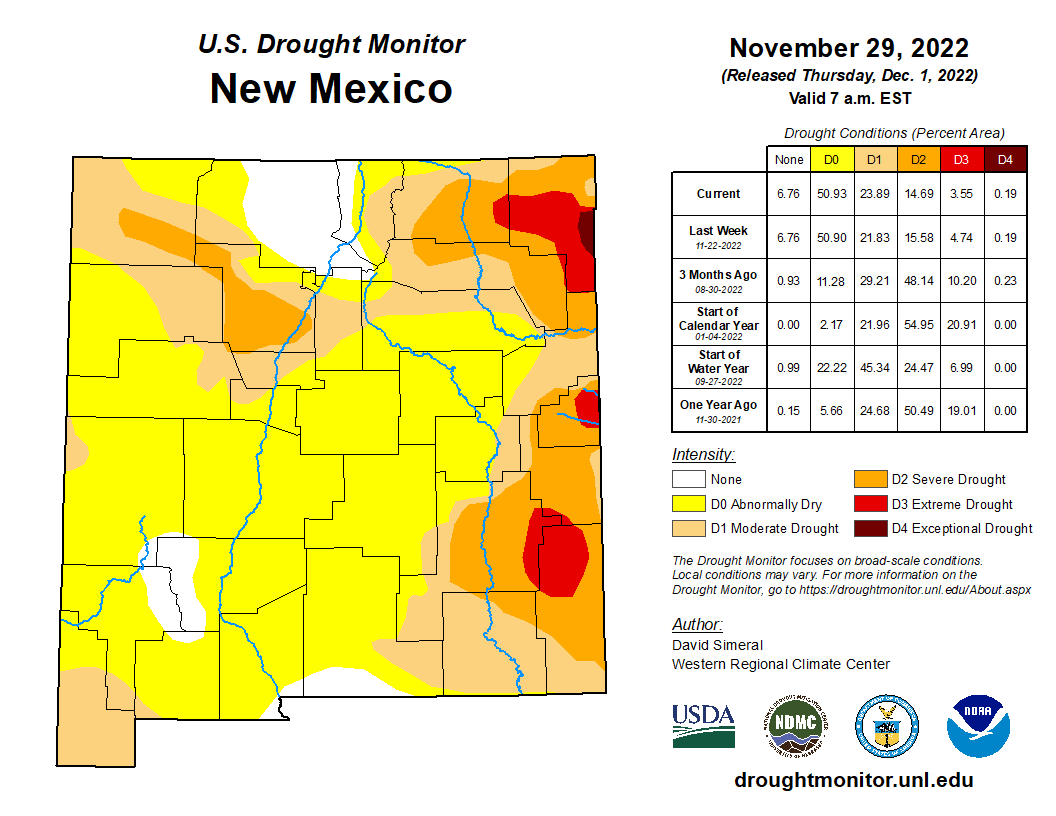 U.S. Drought Monitor
New Mexico
November 29, 2022
(Released Thursday, Dec. 1, 2022)
Valid 7 a.m. EST
Drought Conditions (Percent Area)
None D0 D1 D2 D3 D4
Current 6.76 50.93 23.89 14.69 3.55 0.19
Last Week
11-22-2022
6.76 50.90 21.83 15.58 4.74 0.19
3 Months Ago
08-30-2022
0.93 11.28 29.21 48.14 10.20 0.23
Start of
Calendar Year
01-04-2022
0.00 2.17 21.96 54.95 20.91 0.00
Start of
Water Year
09-27-2022
0.99 22.22 45.34 24.47 6.99 0.00
One Year Ago
11-30-2021
0.15 5.66 24.68 50.49 19.01 0.00
Intensity:
None
D0 Abnormally Dry
D1 Moderate Drought
D2 Severe Drought
D3 Extreme Drought
D4 Exceptional Drought
The Drought Monitor focuses on broad-scale conditions.
Local conditions may vary. For more information on the
Drought Monitor, go to https://droughtmonitor.unl.edu/About.aspx
Author:
David Simeral
Western Regional Climate Center
USDA
NDMC
NOAA
droughtmonitor.unl.edu